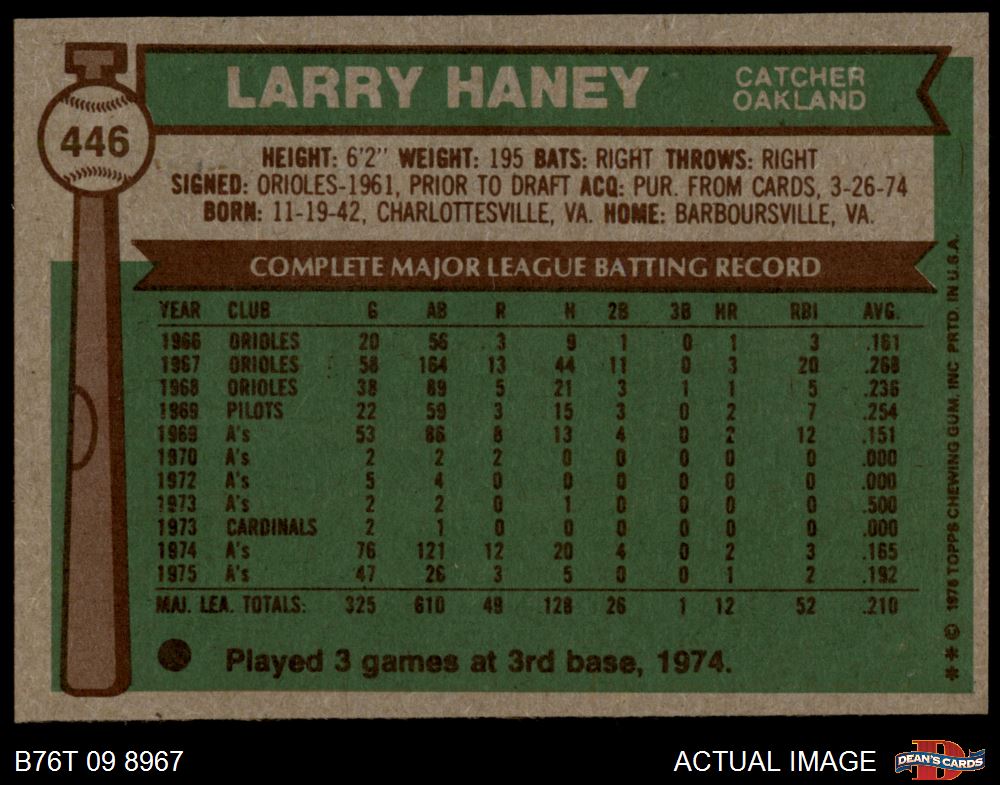 446
LARRY HANEY
CATCHER
OAKLAND
HEIGHT: 6'2" WEIGHT: 195 BATS: RIGHT THROWS: RIGHT
SIGNED: ORIOLES-1961, PRIOR TO DRAFT ACQ: PUR. FROM CARDS, 3-26-74
BORN: 11-19-42, CHARLOTTESVILLE, VA. HOME: BARBOURSVILLE, VA.
COMPLETE MAJOR LEAGUE BATTING RECORD
YEAR CLUB G AB R H 2B 3B HR RBI AVG.
1966 ORIOLES 20 56 3 9 1 0 1 3 .161
1967 ORIOLES 58 164 13 44 11 0 3 20 .268
1968 ORIOLES 38 89 5 21 3 1 1 5 .236
1969 PILOTS 22 59 3 15 3 0 2 7 .254
1969 A's 53 86 8 13 4 0 2 12 .151
1970 A's 2 2 2 0 0 0 0 0 .000
1972 A's 5 4 0 0 0 0 0 0 .000
1973 A's 2 2 0 1 0 0 0 0 .500
1973 CARDINALS 2 1 0 0 0 0 0 0 .000
1974 A's 76 121 12 20 4 0 2 3 .165
1975 A's 47 26 3 5 0 0 1 2 .192
MAJ. LEA. TOTALS: 325 610 49 128 26 1 12 52 .210
Played 3 games at 3rd base, 1974.
** © 1976 TOPPS CHEWING GUM, INC PRTD. IN U.S.A.
B76T 09 8967
ACTUAL IMAGE
D
DEAN'S CARDS